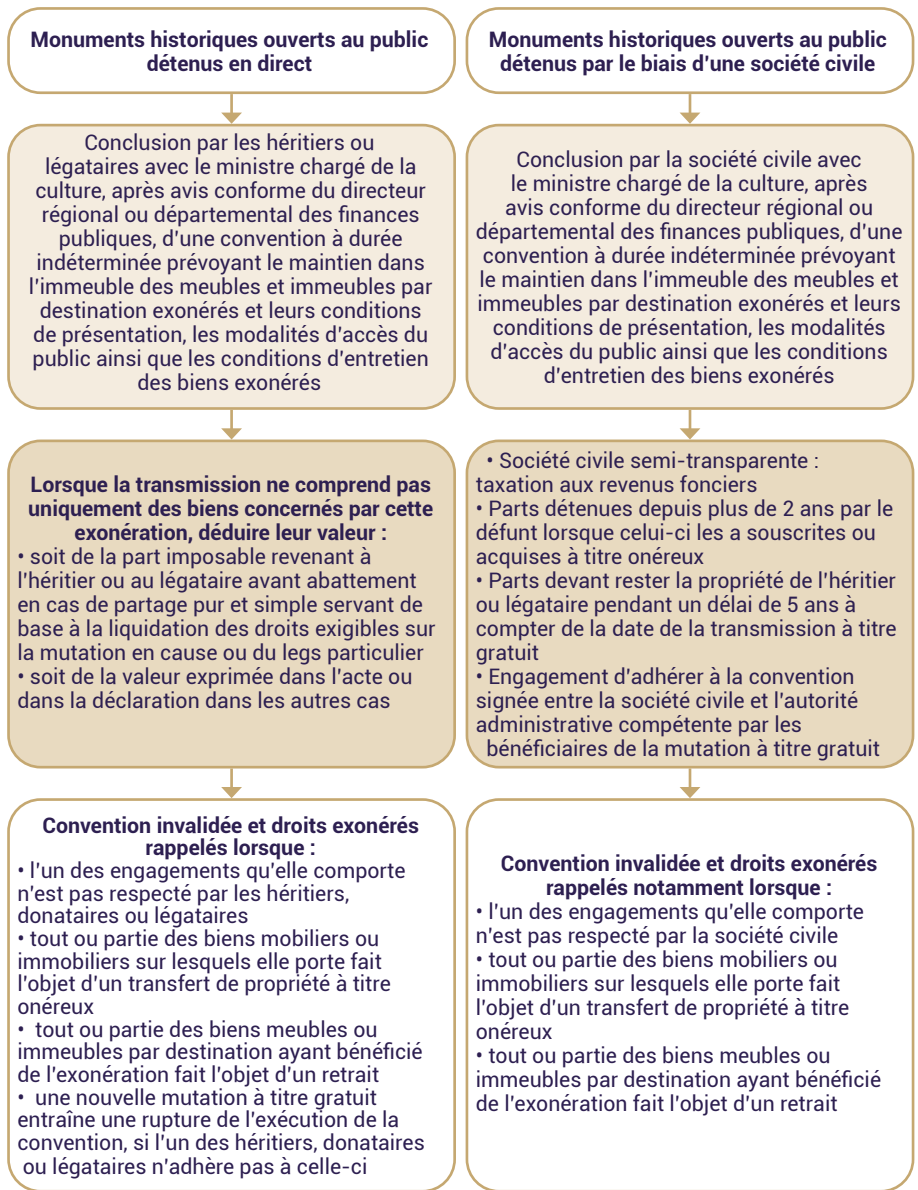 Monuments historiques ouverts au public
détenus en direct
Conclusion par les héritiers ou
légataires avec le ministre chargé de la
culture, après avis conforme du directeur
régional ou départemental des finances
publiques, d'une convention à durée
indéterminée prévoyant le maintien dans
l'immeuble des meubles et immeubles par
destination exonérés et leurs conditions
de présentation, les modalités d'accès du
public ainsi que les conditions d'entretien
des biens exonérés
Lorsque la transmission ne comprend pas
uniquement des biens concernés par cette
exonération, déduire leur valeur :
• soit de la part imposable revenant à
l'héritier ou au légataire avant abattement
en cas de partage pur et simple servant de
base à la liquidation des droits exigibles sur
la mutation en cause ou du legs particulier
• soit de la valeur exprimée dans l'acte ou
dans la déclaration dans les autres cas
Convention invalidée et droits exonérés
rappelés lorsque :
• l'un des engagements qu'elle comporte
n'est pas respecté par les héritiers,
donataires ou légataires
• tout ou partie des biens mobiliers ou
immobiliers sur lesquels elle porte fait
l'objet d'un transfert de propriété à titre
onéreux
• tout ou partie des biens meubles ou
immeubles par destination ayant bénéficié
de l'exonération fait l'objet d'un retrait
• une nouvelle mutation à titre gratuit
entraîne une rupture de l'exécution de la
convention, si l'un des héritiers, donataires
ou légataires n'adhère pas à celle-ci
Monuments historiques ouverts au public
détenus par le biais d'une société civile
Conclusion par la société civile avec
le ministre chargé de la culture, après
avis conforme du directeur régional ou
départemental des finances publiques, d'une
convention à durée indéterminée prévoyant
le maintien dans l'immeuble des meubles et
immeubles par destination exonérés et leurs
conditions de présentation, les modalités
d'accès du public ainsi que les conditions
d'entretien des biens exonérés
• Société civile semi-transparente :
taxation aux revenus fonciers
• Parts détenues depuis plus de 2 ans par le
défunt lorsque celui-ci les a souscrites ou
acquises à titre onéreux
• Parts devant rester la propriété de l'héritier
ou légataire pendant un délai de 5 ans à
compter de la date de la transmission à titre
gratuit
• Engagement d'adhérer à la convention
signée entre la société civile et l'autorité
administrative compétente par les
bénéficiaires de la mutation à titre gratuit
Convention invalidée et droits exonérés
rappelés notamment lorsque :
• l'un des engagements qu'elle comporte
n'est pas respecté par la société civile
• tout ou partie des biens mobiliers ou
immobiliers sur lesquels elle porte fait
l'objet d'un transfert de propriété à titre
onéreux
• tout ou partie des biens meubles ou
immeubles par destination ayant bénéficié
de l'exonération fait l'objet d'un retrait